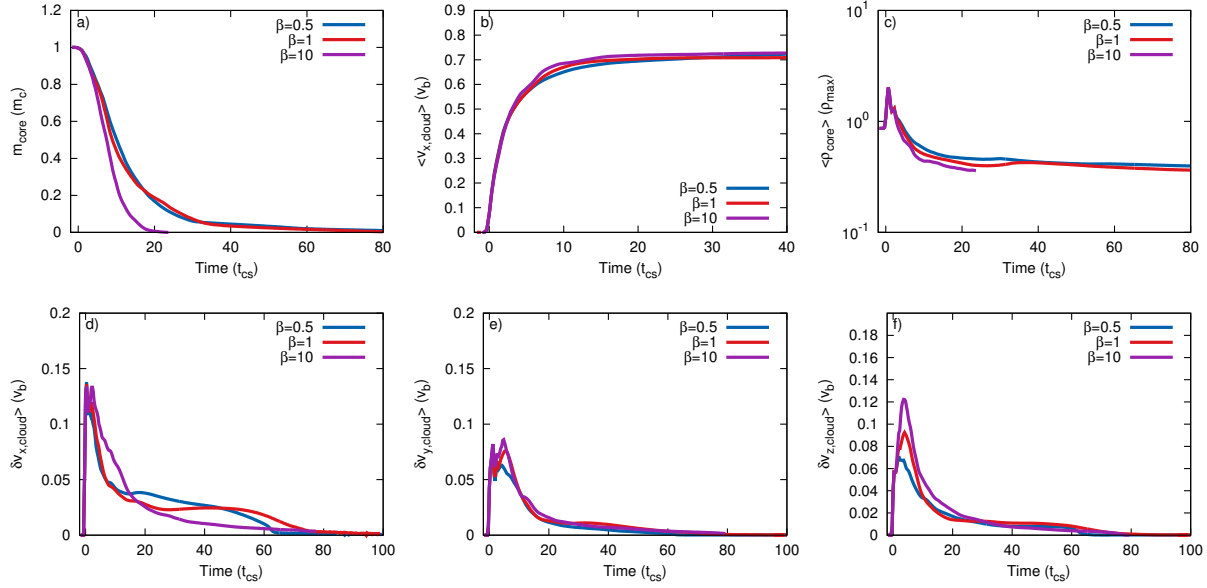 a)
β=0.5
β=1
β=10
1.2
1
0.8
0.6
0.4
0.2
0
m_core (m_c)
0 20 40 60 80
Time (t_cs)
b)
0.9
0.8
0.7
0.6
0.5
0.4
0.3
0.2
0.1
0
<v_x,cloud> (v_b)
β=0.5
β=1
β=10
0 10 20 30 40
Time (t_cs)
c)
β=0.5
β=1
β=10
10^1
10^0
10^-1
<ρ_core> (ρ_max)
0 20 40 60 80
Time (t_cs)
d)
β=0.5
β=1
β=10
0.2
0.15
0.1
0.05
0
δv_x,cloud> (v_b)
0 20 40 60 80 100
Time (t_cs)
e)
β=0.5
β=1
β=10
0.2
0.15
0.1
0.05
0
δv_y,cloud> (v_b)
0 20 40 60 80 100
Time (t_cs)
f)
β=0.5
β=1
β=10
0.18
0.16
0.14
0.12
0.1
0.08
0.06
0.04
0.02
0
δv_z,cloud> (v_b)
0 20 40 60 80 100
Time (t_cs)